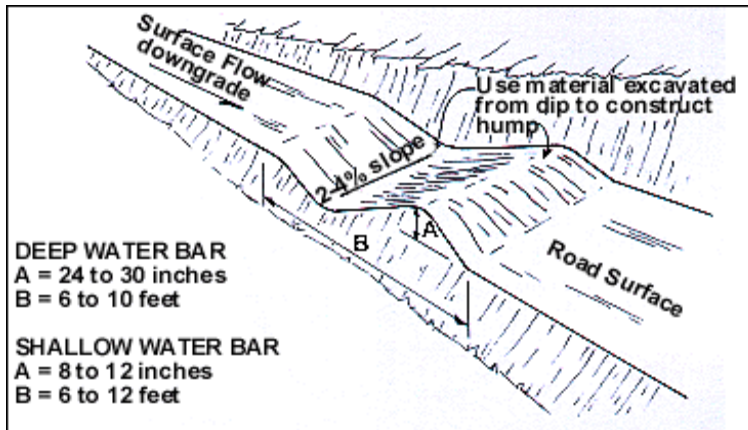 Surface Flow
downgrade
Use material excavated
from dip to construct
hump
2-4% slope
A
B
Road Surface
DEEP WATER BAR
A = 24 to 30 inches
B = 6 to 10 feet
SHALLOW WATER BAR
A = 8 to 12 inches
B = 6 to 12 feet